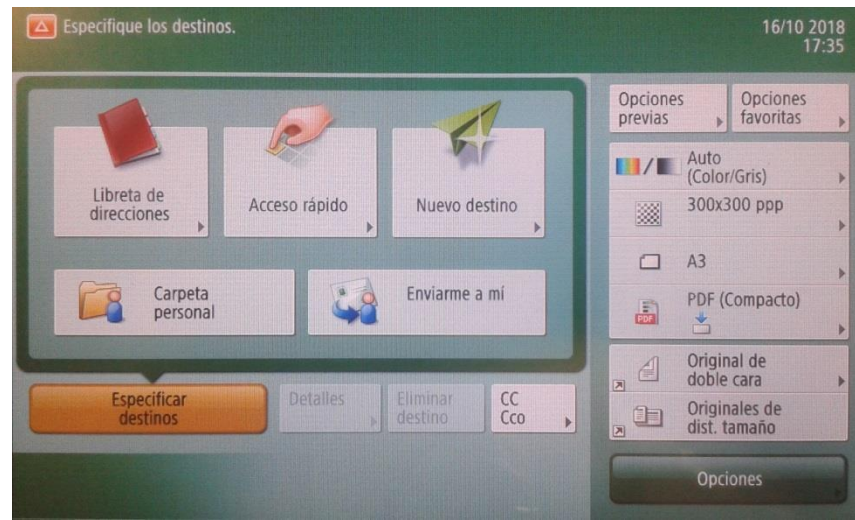 Especifique los destinos.
16/10 2018
17:35
Libreta de
direcciones
Acceso rápido
Nuevo destino
Carpeta
personal
Enviarme a mí
Especificar
destinos
Detalles
Eliminar
destino
CC
Cco
Opciones
previas
Opciones
favoritas
Auto
(Color/Gris)
300x300 ppp
A3
PDF
PDF (Compacto)
Original de
doble cara
Originales de
dist. tamaño
Opciones